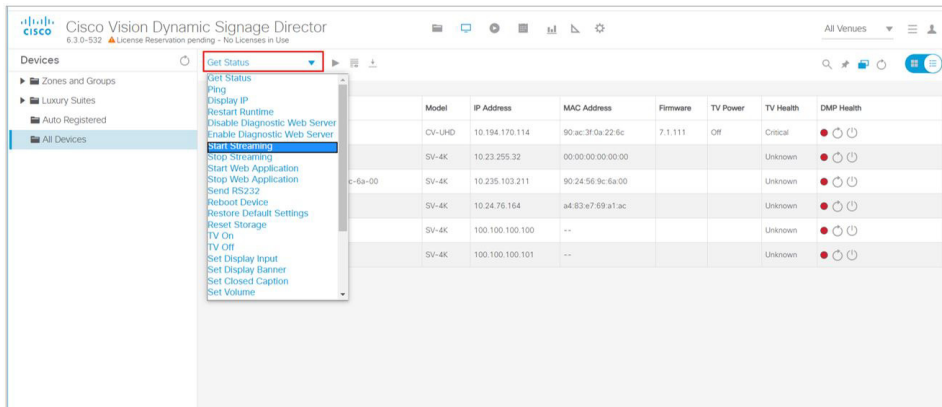 CISCO
Cisco Vision Dynamic Signage Director
6.3.0-532 License Reservation pending - No Licenses in Use
All Venues
Devices
Zones and Groups
Luxury Suites
Auto Registered
All Devices
Get Status
Get Status
Ping
Display IP
Restart Runtime
Disable Diagnostic Web Server
Enable Diagnostic Web Server
Start Streaming
Stop Streaming
Start Web Application
Stop Web Application
Send RS232
Reboot Device
Restore Default Settings
Reset Storage
TV On
TV Off
Set Display Input
Set Display Banner
Set Closed Caption
Set Volume
Model IP Address MAC Address Firmware TV Power TV Health DMP Health
CV-UHD 10.194.170.114 90:ac:3f:0a:22:6c 7.1.111 Off Critical
SV-4K 10.23.255.32 00:00:00:00:00:00 Unknown
c-6a-00 SV-4K 10.235.103.211 90:24:56:9c:6a:00 Unknown
SV-4K 10.24.76.164 a4:83:e7:69:a1:ac Unknown
SV-4K 100.100.100.100 -- Unknown
SV-4K 100.100.100.101 -- Unknown